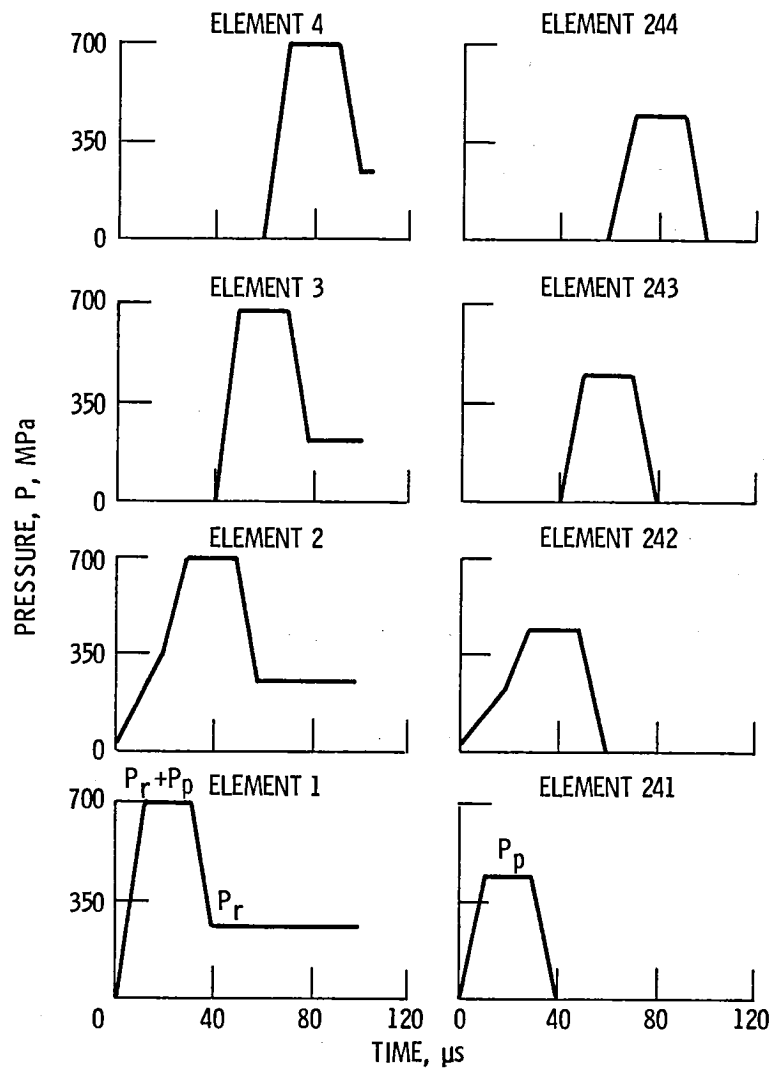 PRESSURE, P, MPa
ELEMENT 4
700
350
0
ELEMENT 244
ELEMENT 3
700
350
0
ELEMENT 243
ELEMENT 2
700
350
0
ELEMENT 242
ELEMENT 1
Pr+Pp
700
350
Pr
0 40 80 120
ELEMENT 241
Pp
0 40 80 120
TIME, µs